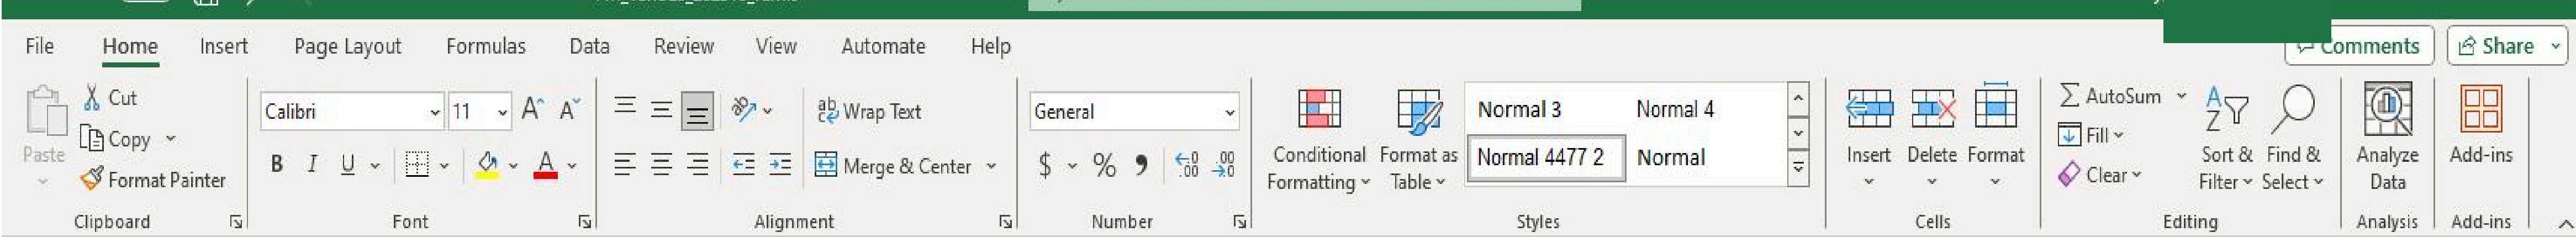 File Home Insert Page Layout Formulas Data Review View Automate Help Comments Share
Paste
Cut
Copy
Format Painter
Clipboard
Calibri 11 A A
B I U A
Font
ab Wrap Text
Merge & Center
Alignment
General
$ %
Number
Conditional Formatting
Format as Table
Normal 3 Normal 4
Normal 4477 2 Normal
Styles
Insert Delete Format
Cells
AutoSum
Fill
Clear
Sort & Filter
Find & Select
Editing
Analyze Data
Analysis
Add-ins
Add-ins